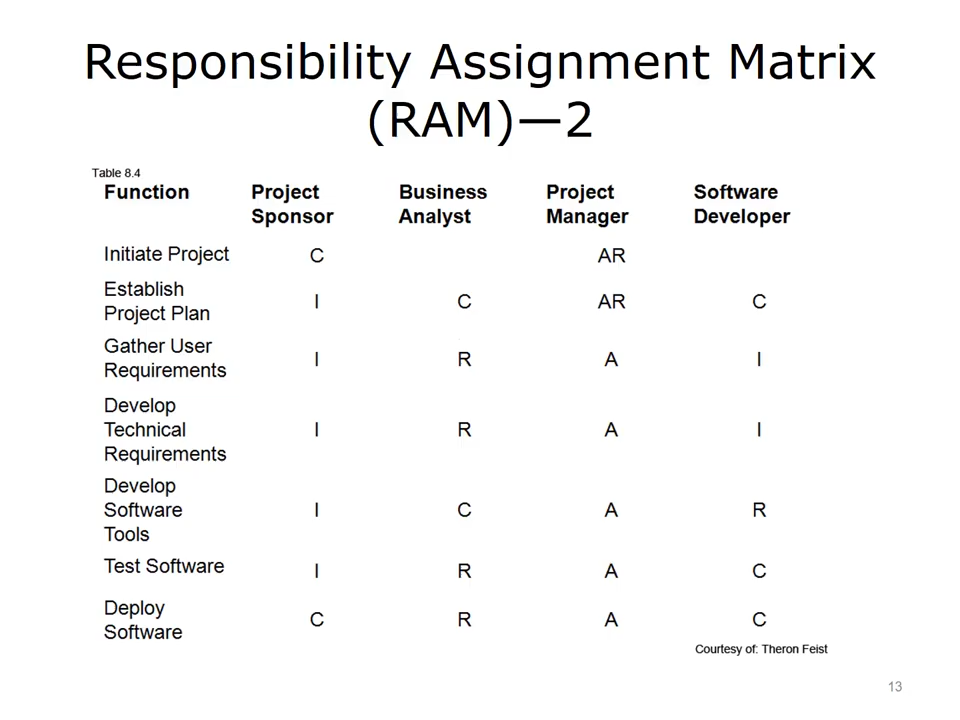 Responsibility Assignment Matrix
(RAM)—2
Table 8.4
Function Project Sponsor Business Analyst Project Manager Software Developer
Initiate Project C AR
Establish Project Plan I C AR C
Gather User Requirements I R A I
Develop Technical Requirements I R A I
Develop Software Tools I C A R
Test Software I R A C
Deploy Software C R A C
Courtesy of: Theron Feist
13